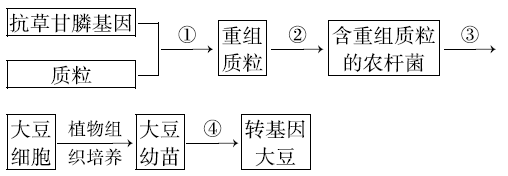 抗草甘膦基因
质粒
①
重组
质粒
②
含重组质粒
的农杆菌
③
大豆
细胞
植物组
织培养
大豆
幼苗
④
转基因
大豆